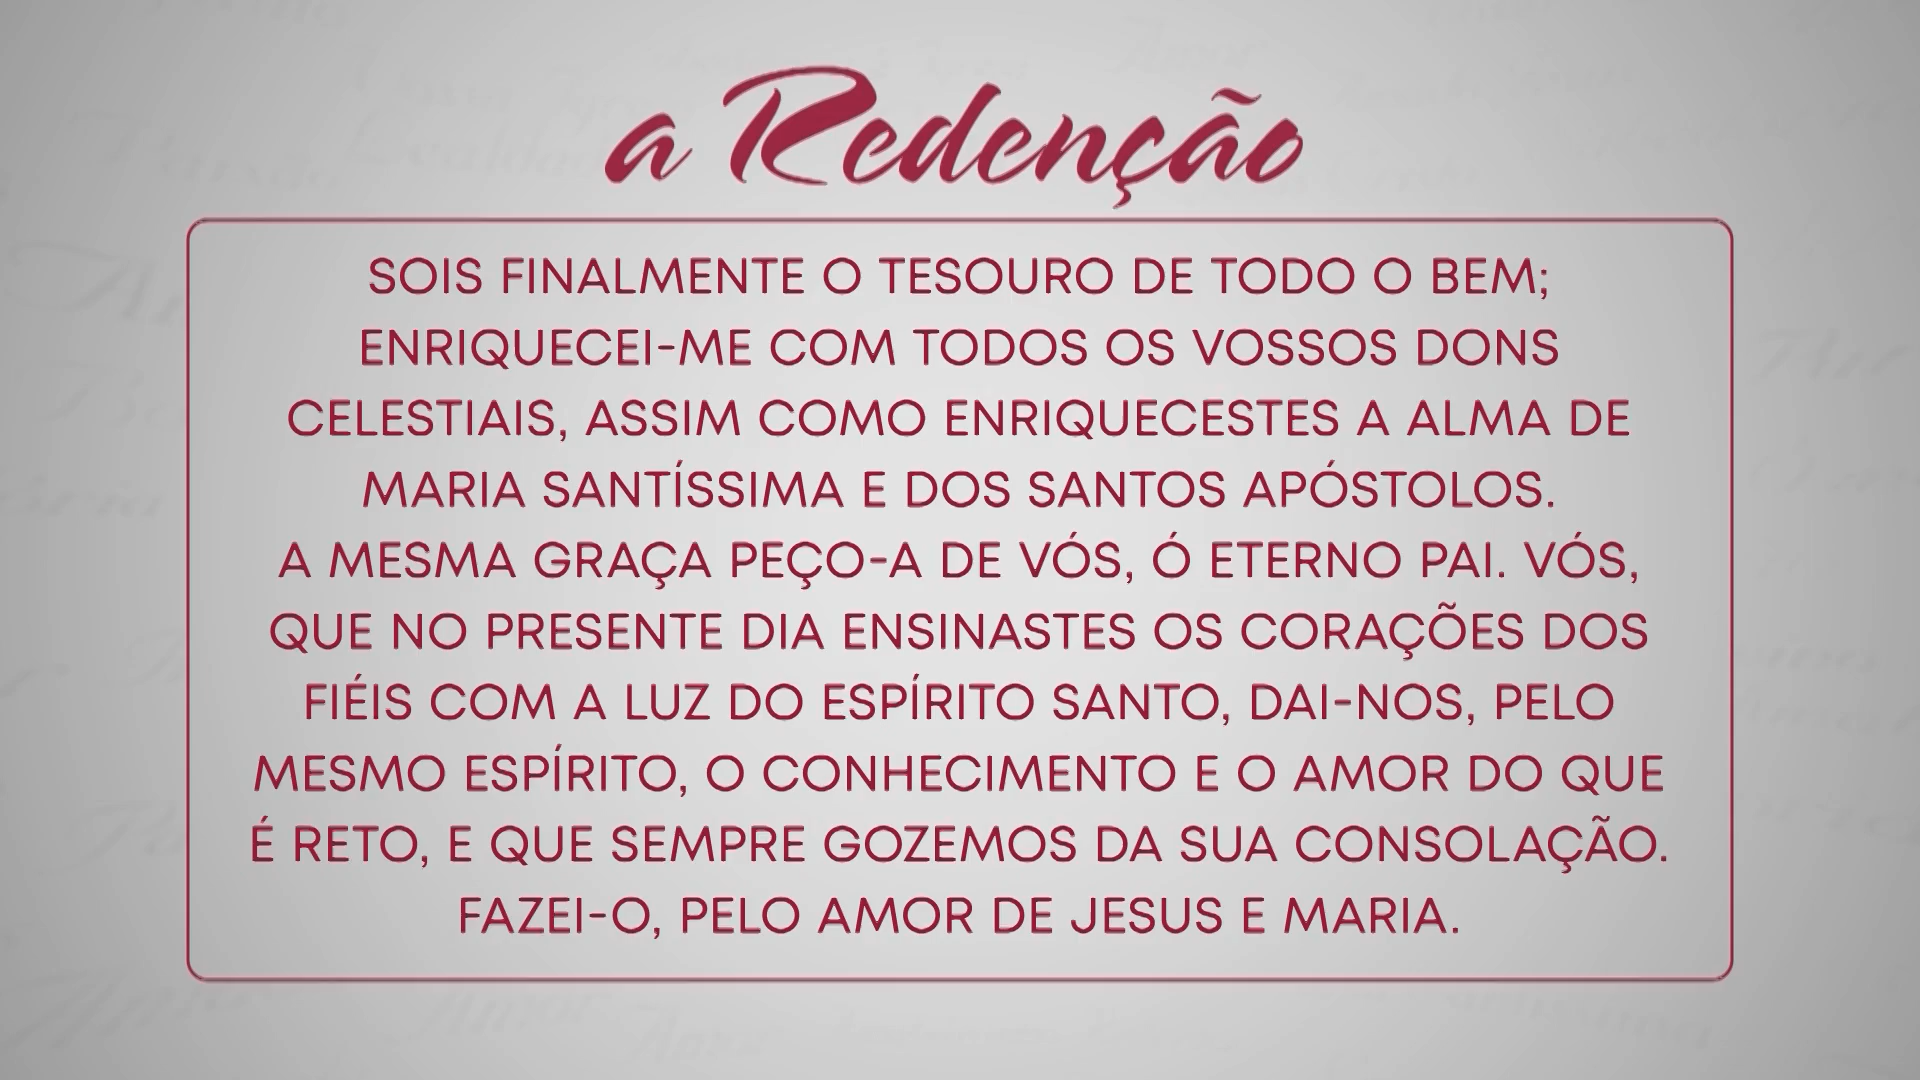 a Redenção
SOIS FINALMENTE O TESOURO DE TODO O BEM;
ENRIQUECEI-ME COM TODOS OS VOSSOS DONS
CELESTIAIS, ASSIM COMO ENRIQUECESTES A ALMA DE
MARIA SANTÍSSIMA E DOS SANTOS APÓSTOLOS.
A MESMA GRAÇA PEÇO-A DE VÓS, Ó ETERNO PAI. VÓS,
QUE NO PRESENTE DIA ENSINASTES OS CORAÇÕES DOS
FIÉIS COM A LUZ DO ESPÍRITO SANTO, DAI-NOS, PELO
MESMO ESPÍRITO, O CONHECIMENTO E O AMOR DO QUE
É RETO, E QUE SEMPRE GOZEMOS DA SUA CONSOLAÇÃO.
FAZEI-O, PELO AMOR DE JESUS E MARIA.